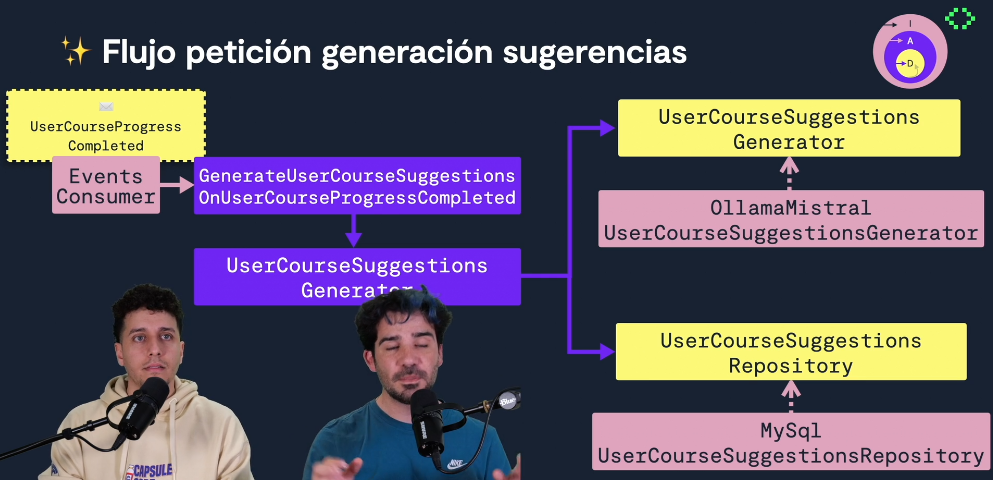 ✨ Flujo petición generación sugerencias
I
A
D
UserCourseProgress
Completed
Events
Consumer
GenerateUserCourseSuggestions
OnUserCourseProgressCompleted
UserCourseSuggestions
Generator
UserCourseSuggestions
Generator
OllamaMistral
UserCourseSuggestionsGenerator
UserCourseSuggestions
Repository
MySql
UserCourseSuggestionsRepository
CAPSULE
Blue